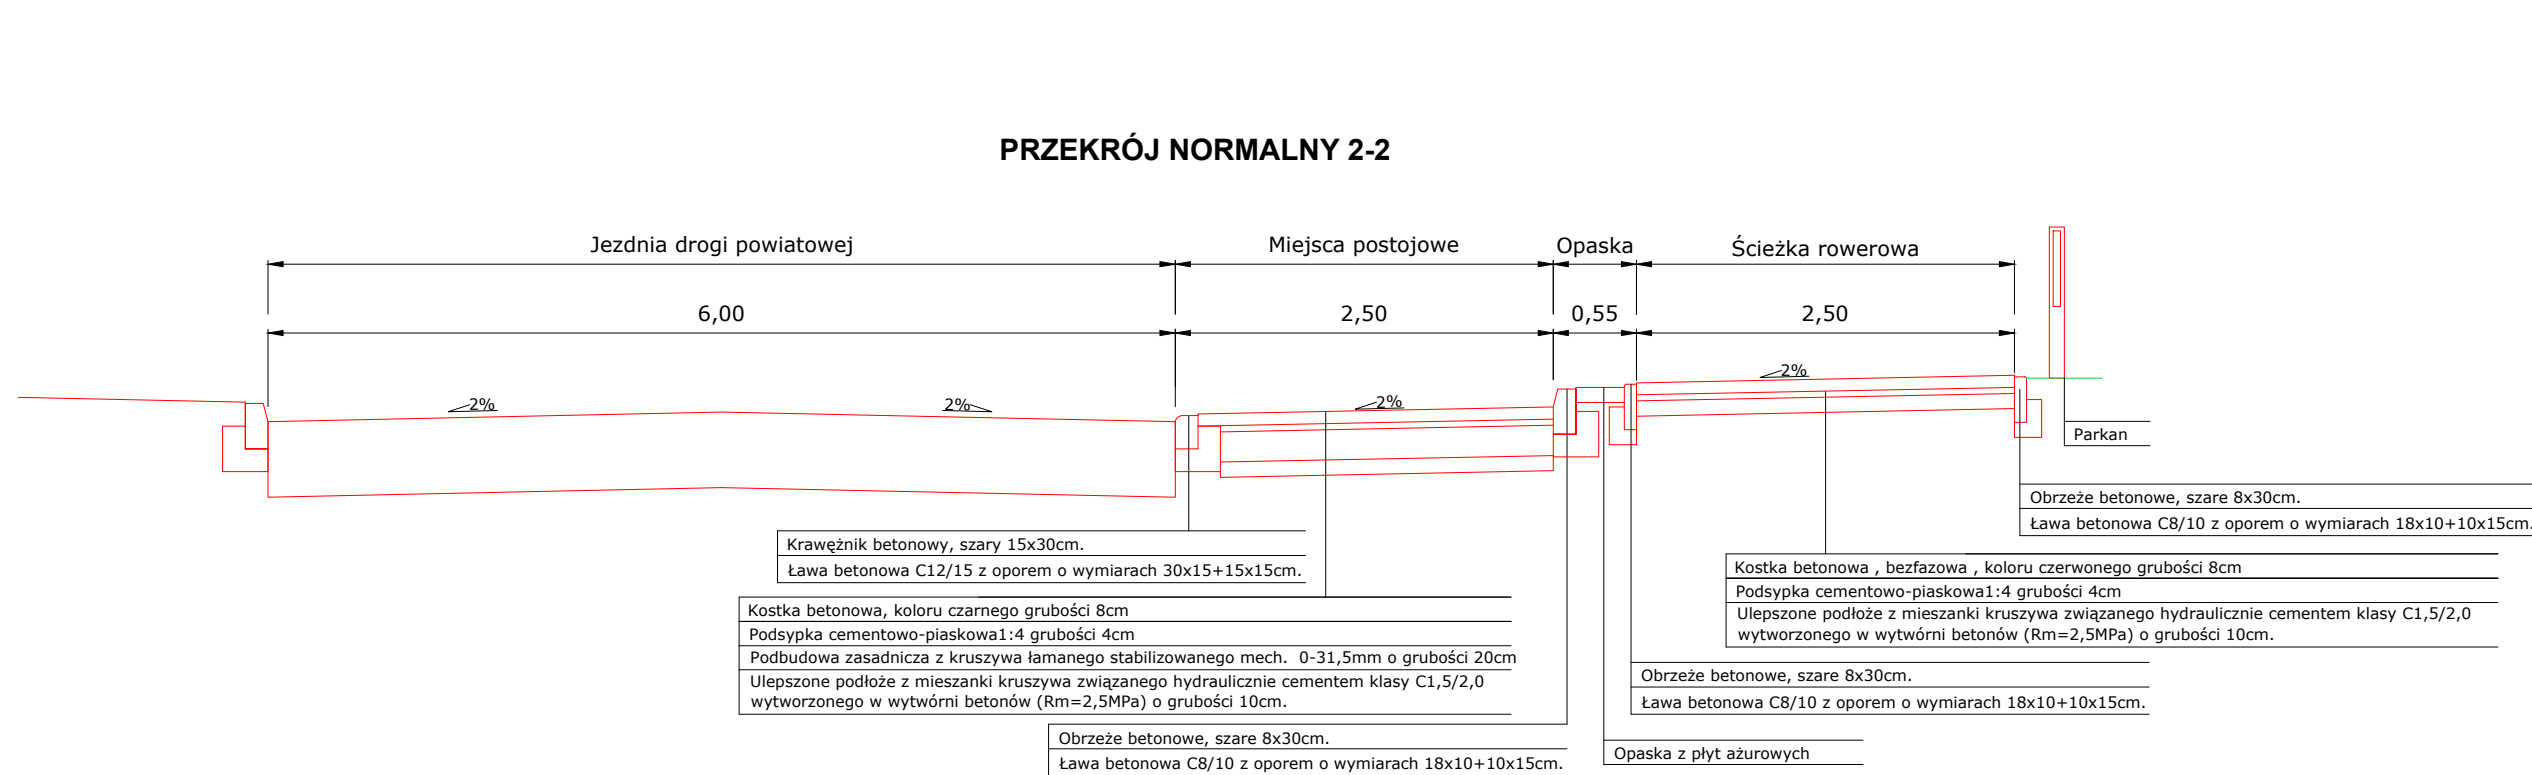 PRZEKRÓJ NORMALNY 2-2
Jezdnia drogi powiatowej
Miejsca postojowe
Opaska
Ścieżka rowerowa
6,00
2,50
0,55
2,50
2%
2%
2%
2%
Parkan
Obrzeże betonowe, szare 8x30cm.
Ława betonowa C8/10 z oporem o wymiarach 18x10+10x15cm.
Krawężnik betonowy, szary 15x30cm.
Ława betonowa C12/15 z oporem o wymiarach 30x15+15x15cm.
Kostka betonowa , bezfazowa , koloru czerwonego grubości 8cm
Podsypka cementowo-piaskowa1:4 grubości 4cm
Ulepszone podłoże z mieszanki kruszywa związanego hydraulicznie cementem klasy C1,5/2,0
wytworzonego w wytwórni betonów (Rm=2,5MPa) o grubości 10cm.
Kostka betonowa, koloru czarnego grubości 8cm
Podsypka cementowo-piaskowa1:4 grubości 4cm
Podbudowa zasadnicza z kruszywa łamanego stabilizowanego mech. 0-31,5mm o grubości 20cm
Ulepszone podłoże z mieszanki kruszywa związanego hydraulicznie cementem klasy C1,5/2,0
wytworzonego w wytwórni betonów (Rm=2,5MPa) o grubości 10cm.
Obrzeże betonowe, szare 8x30cm.
Ława betonowa C8/10 z oporem o wymiarach 18x10+10x15cm.
Obrzeże betonowe, szare 8x30cm.
Ława betonowa C8/10 z oporem o wymiarach 18x10+10x15cm.
Opaska z płyt ażurowych